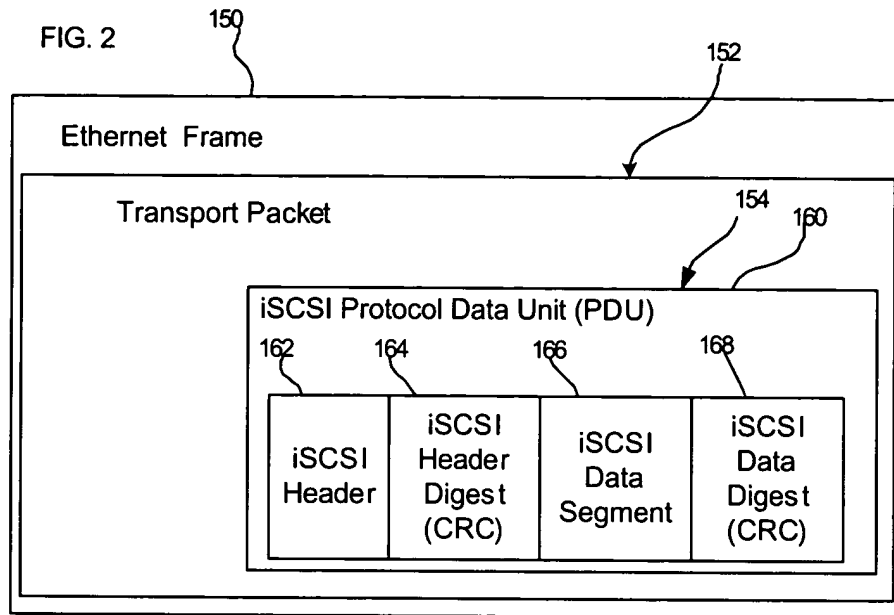 FIG. 2
150
152
Ethernet Frame
Transport Packet
154
160
iSCSI Protocol Data Unit (PDU)
162
164
166
168
iSCSI
Header
iSCSI
Header
Digest
(CRC)
iSCSI
Data
Segment
iSCSI
Data
Digest
(CRC)